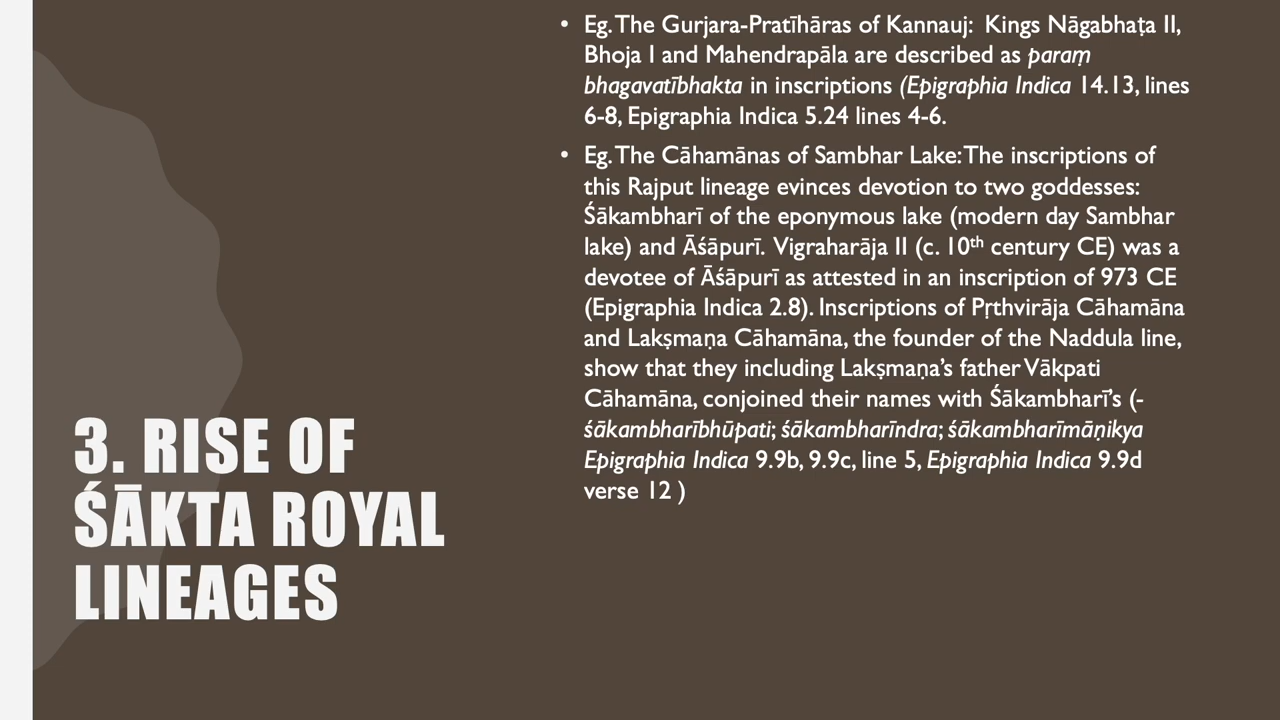 • Eg. The Gurjara-Pratīhāras of Kannauj: Kings Nāgabhaṭa II,
Bhoja I and Mahendrapāla are described as paraṃ
bhagavatībhakta in inscriptions (Epigraphia Indica 14.13, lines
6-8, Epigraphia Indica 5.24 lines 4-6.
• Eg. The Cāhamānas of Sambhar Lake: The inscriptions of
this Rajput lineage evinces devotion to two goddesses:
Śākambharī of the eponymous lake (modern day Sambhar
lake) and Āśāpurī. Vigraharāja II (c. 10th century CE) was a
devotee of Āśāpurī as attested in an inscription of 973 CE
(Epigraphia Indica 2.8). Inscriptions of Pṛthvirāja Cāhamāna
and Lakṣmaṇa Cāhamāna, the founder of the Naddula line,
show that they including Lakṣmaṇa’s father Vākpati
Cāhamāna, conjoined their names with Śākambharī’s (-
śākambharībhūpati; śākambharīndra; śākambharīmāṇikya
Epigraphia Indica 9.9b, 9.9c, line 5, Epigraphia Indica 9.9d
verse 12 )
3. RISE OF
ŚĀKTA ROYAL
LINEAGES